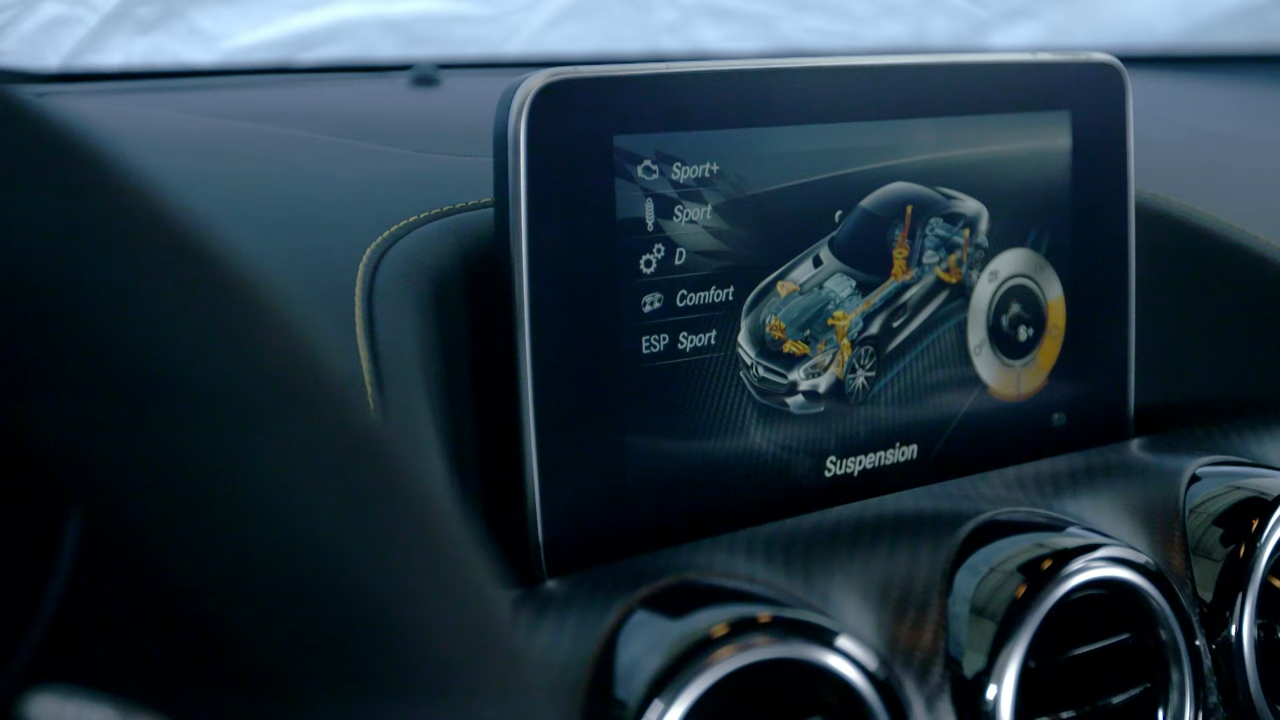 Sport+
Sport
D
Comfort
ESP Sport
S+
Suspension